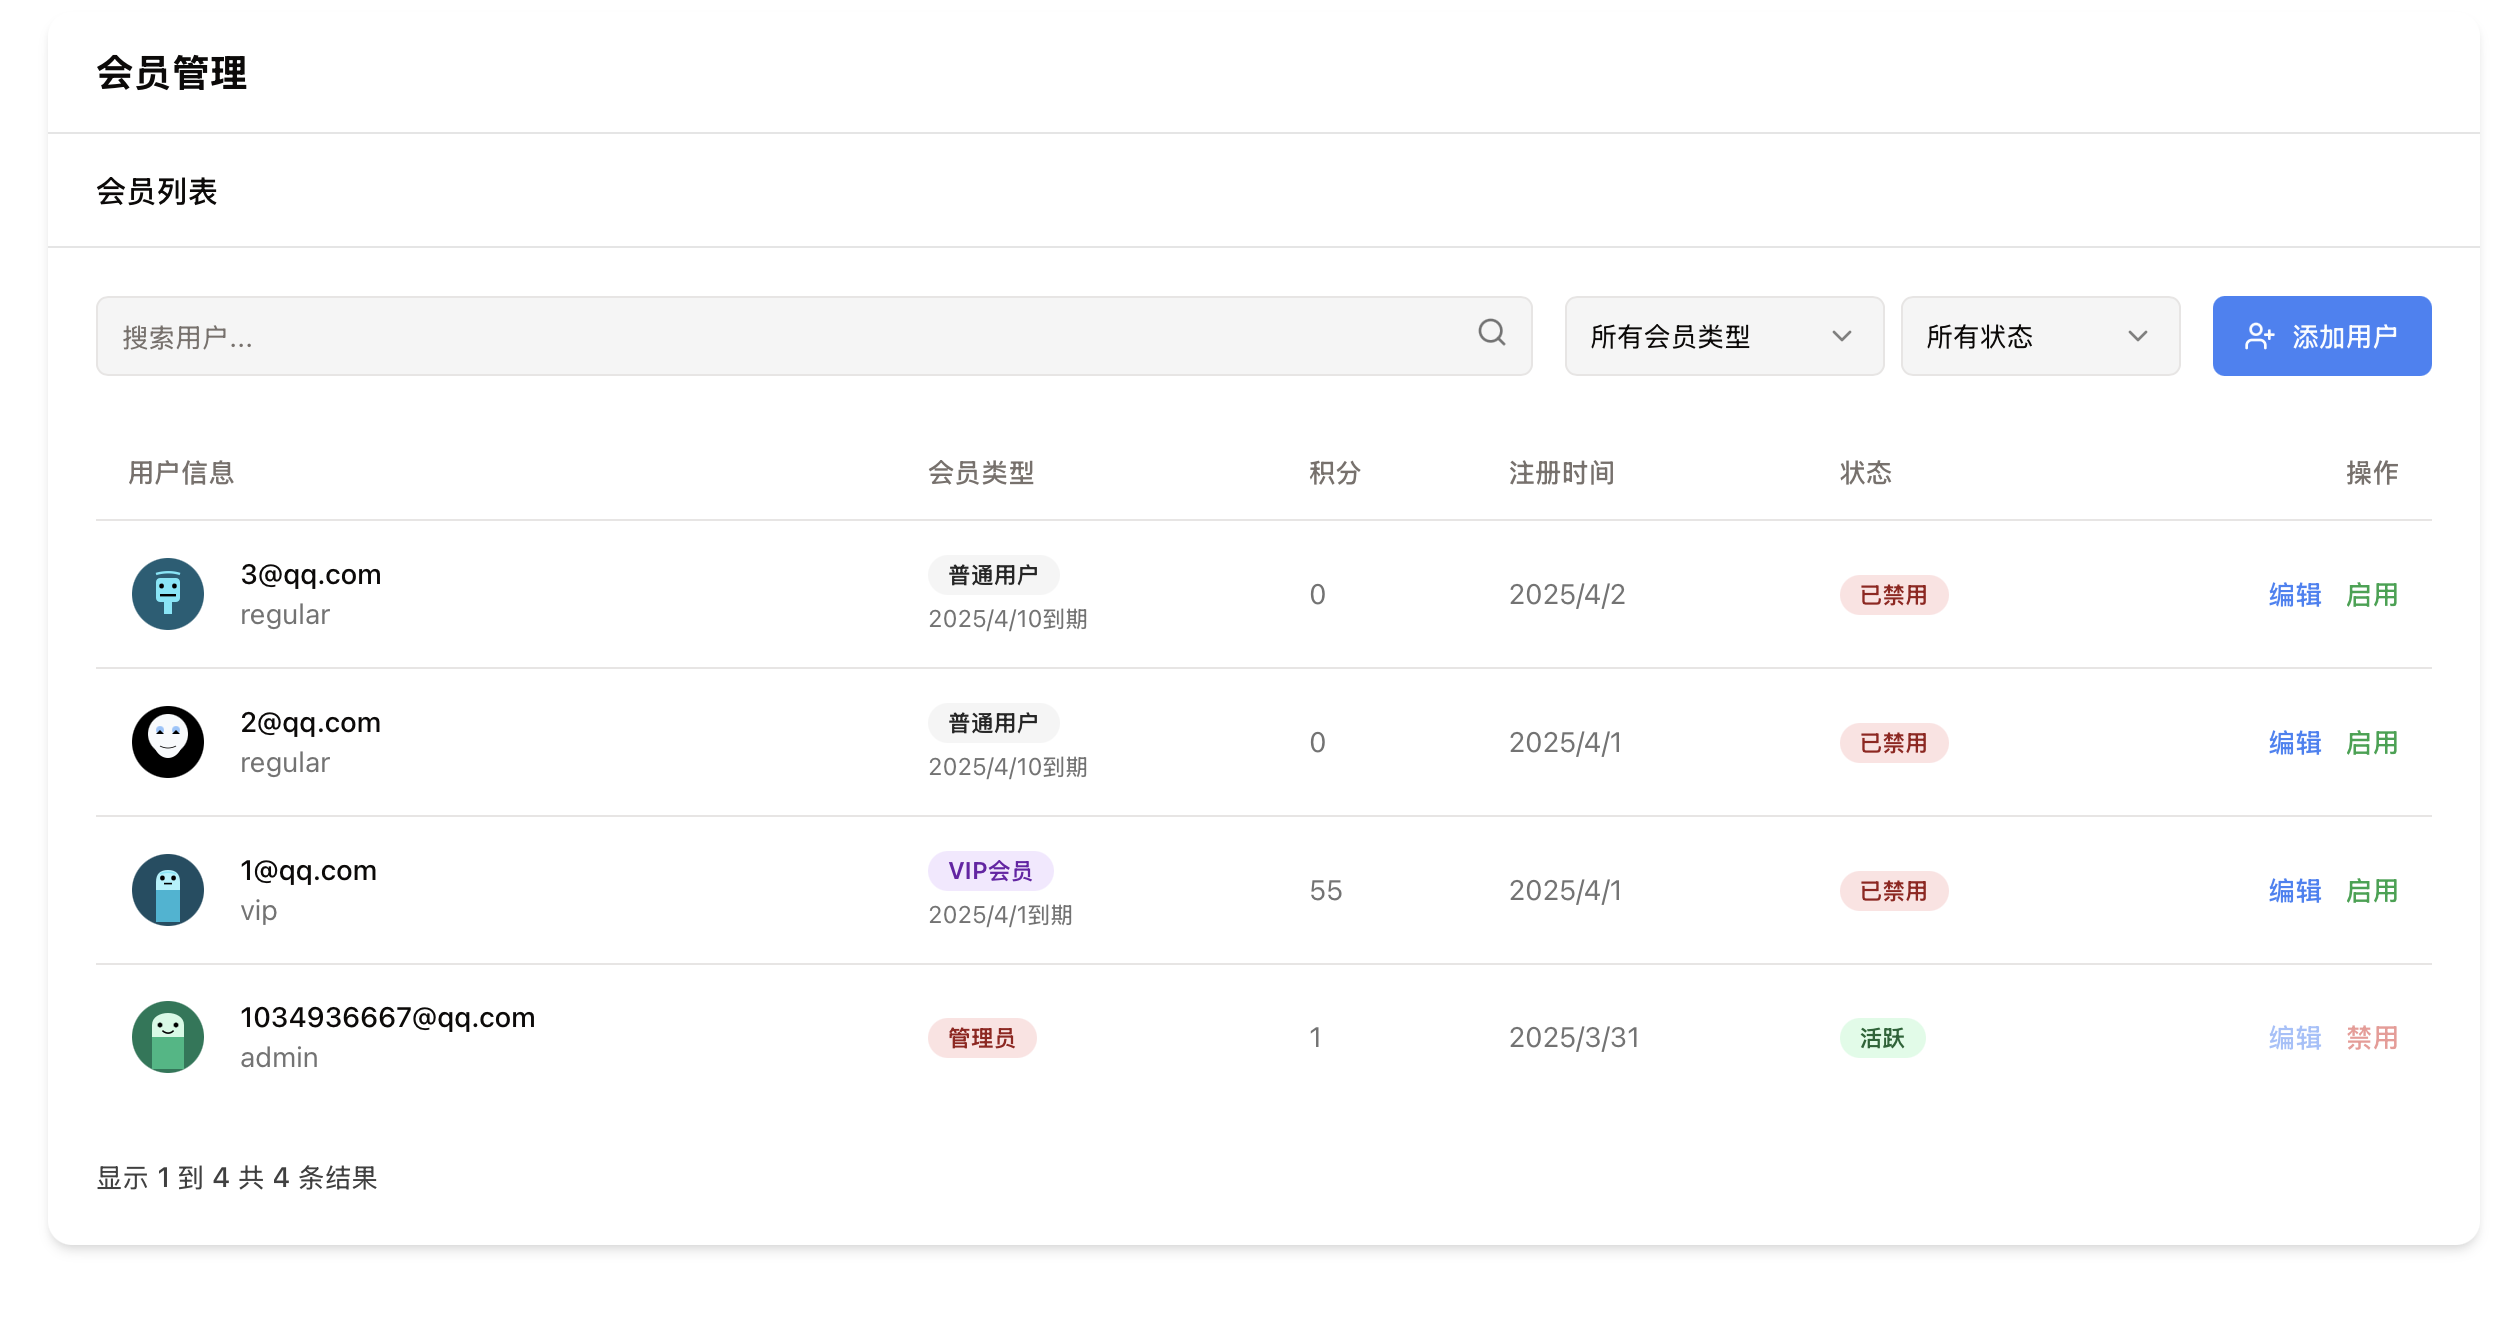 会员管理
会员列表
搜索用户...
所有会员类型
所有状态
添加用户
用户信息 会员类型 积分 注册时间 状态 操作
3@qq.com
regular
普通用户
2025/4/10到期
0
2025/4/2
已禁用
编辑 启用
2@qq.com
regular
普通用户
2025/4/10到期
0
2025/4/1
已禁用
编辑 启用
1@qq.com
vip
VIP会员
2025/4/1到期
55
2025/4/1
已禁用
编辑 启用
1034936667@qq.com
admin
管理员
1
2025/3/31
活跃
编辑 禁用
显示 1 到 4 共 4 条结果